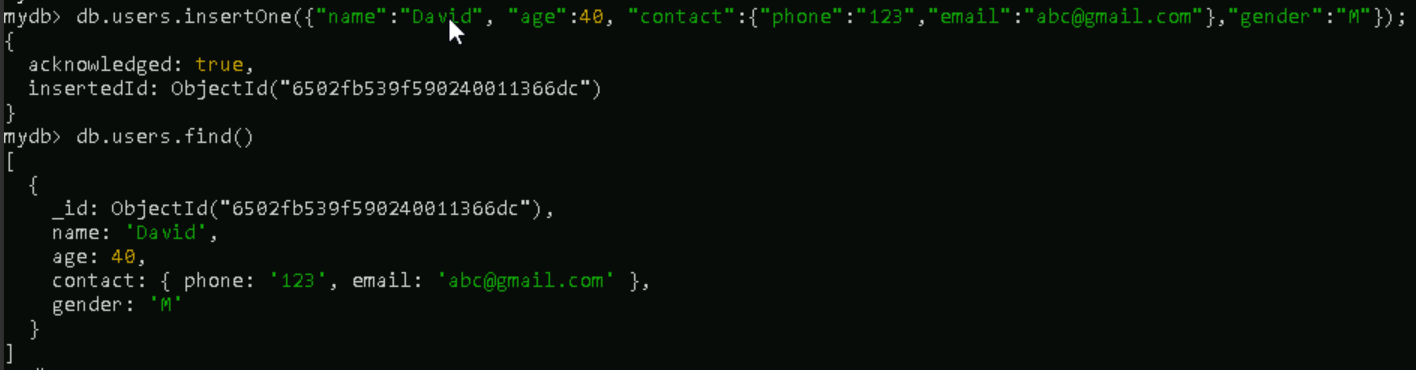 mydb> db.users.insertOne({"name":"David", "age":40, "contact":{"phone":"123","email":"abc@gmail.com"},"gender":"M"});
{
  acknowledged: true,
  insertedId: ObjectId("6502fb539f590240011366dc")
}
mydb> db.users.find()
[
  {
    _id: ObjectId("6502fb539f590240011366dc"),
    name: 'David',
    age: 40,
    contact: { phone: '123', email: 'abc@gmail.com' },
    gender: 'M'
  }
]